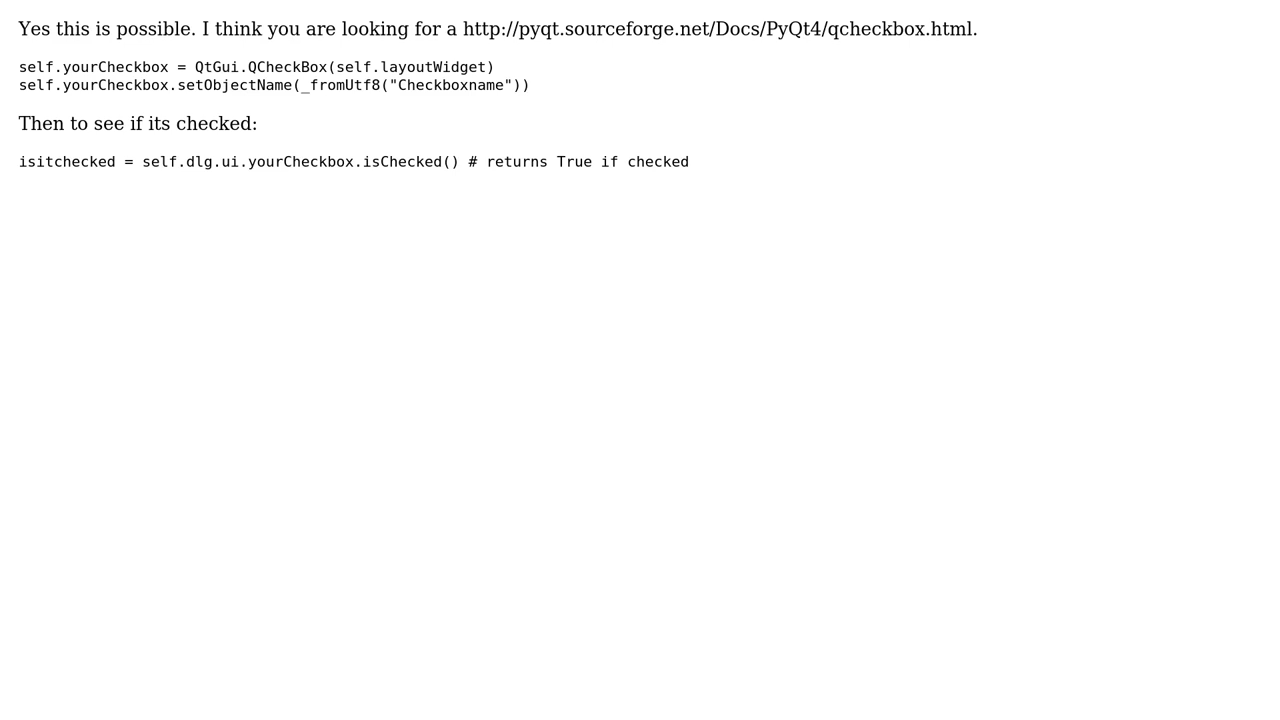 Yes this is possible. I think you are looking for a http://pyqt.sourceforge.net/Docs/PyQt4/qcheckbox.html.
self.yourCheckbox = QtGui.QCheckBox(self.layoutWidget)
self.yourCheckbox.setObjectName(_fromUtf8("Checkboxname"))
Then to see if its checked:
isitchecked = self.dlg.ui.yourCheckbox.isChecked() # returns True if checked